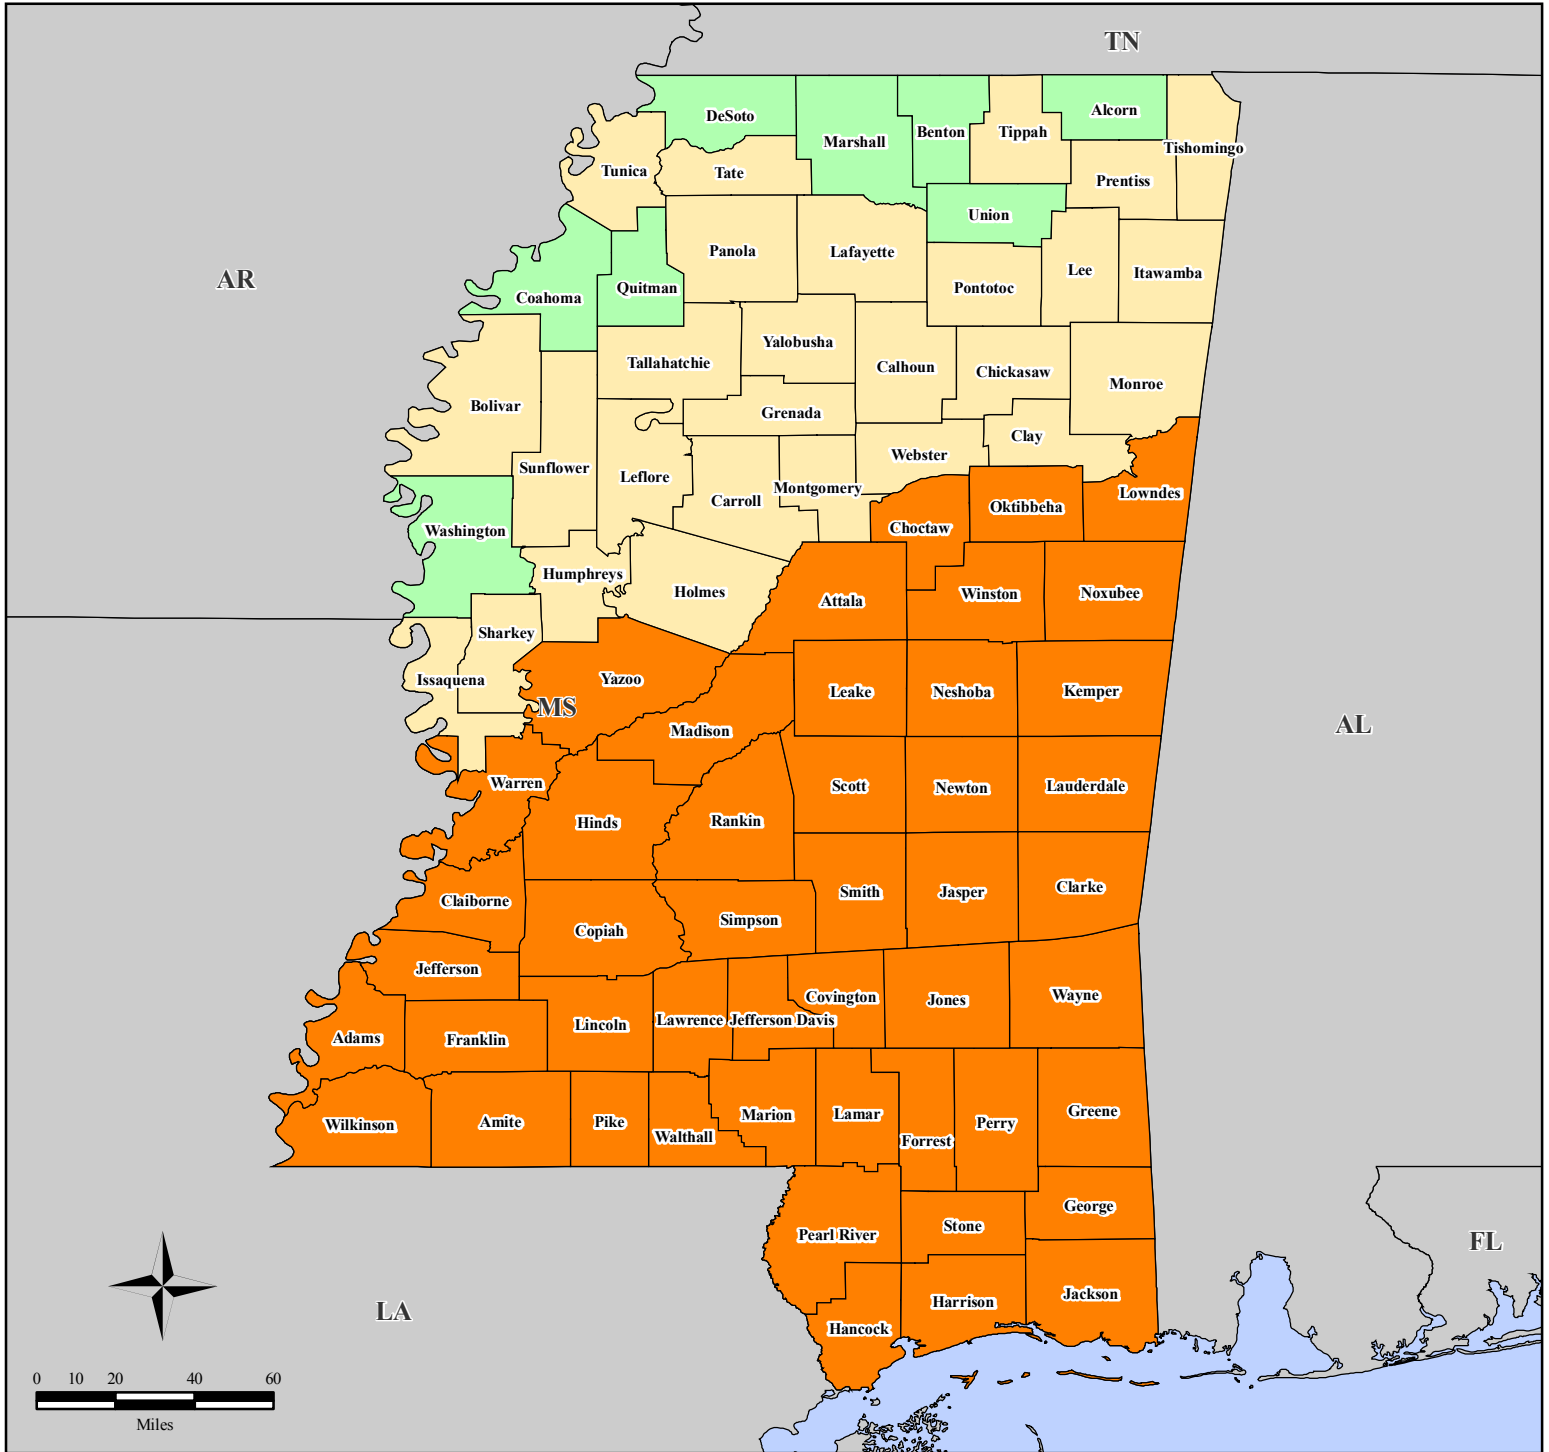 TN
DeSoto
Alcorn
Marshall
Benton
Tippah
Tishomingo
Tunica
Tate
Prentiss
Union
Panola
Lafayette
AR
Lee
Itawamba
Quitman
Pontotoc
Coahoma
Yalobusha
Tallahatchie
Calhoun
Chickasaw
Monroe
Bolivar
Grenada
Clay
Webster
Sunflower
Leflore
Montgomery
Lowndes
Carroll
Oktibbeha
Choctaw
Washington
Humphreys
Holmes
Attala
Winston
Noxubee
Sharkey
Issaquena
Yazoo
Leake
Neshoba
Kemper
MS
Madison
AL
Warren
Scott
Newton
Lauderdale
Hinds
Rankin
Smith
Jasper
Clarke
Claiborne
Simpson
Copiah
Jefferson
Covington
Jones
Wayne
Lincoln
Lawrence
Jefferson Davis
Adams
Franklin
Wilkinson
Amite
Pike
Walthall
Marion
Lamar
Forrest
Perry
Greene
George
Stone
Pearl River
FL
Jackson
Harrison
LA
Hancock
0 10 20 40 60
Miles